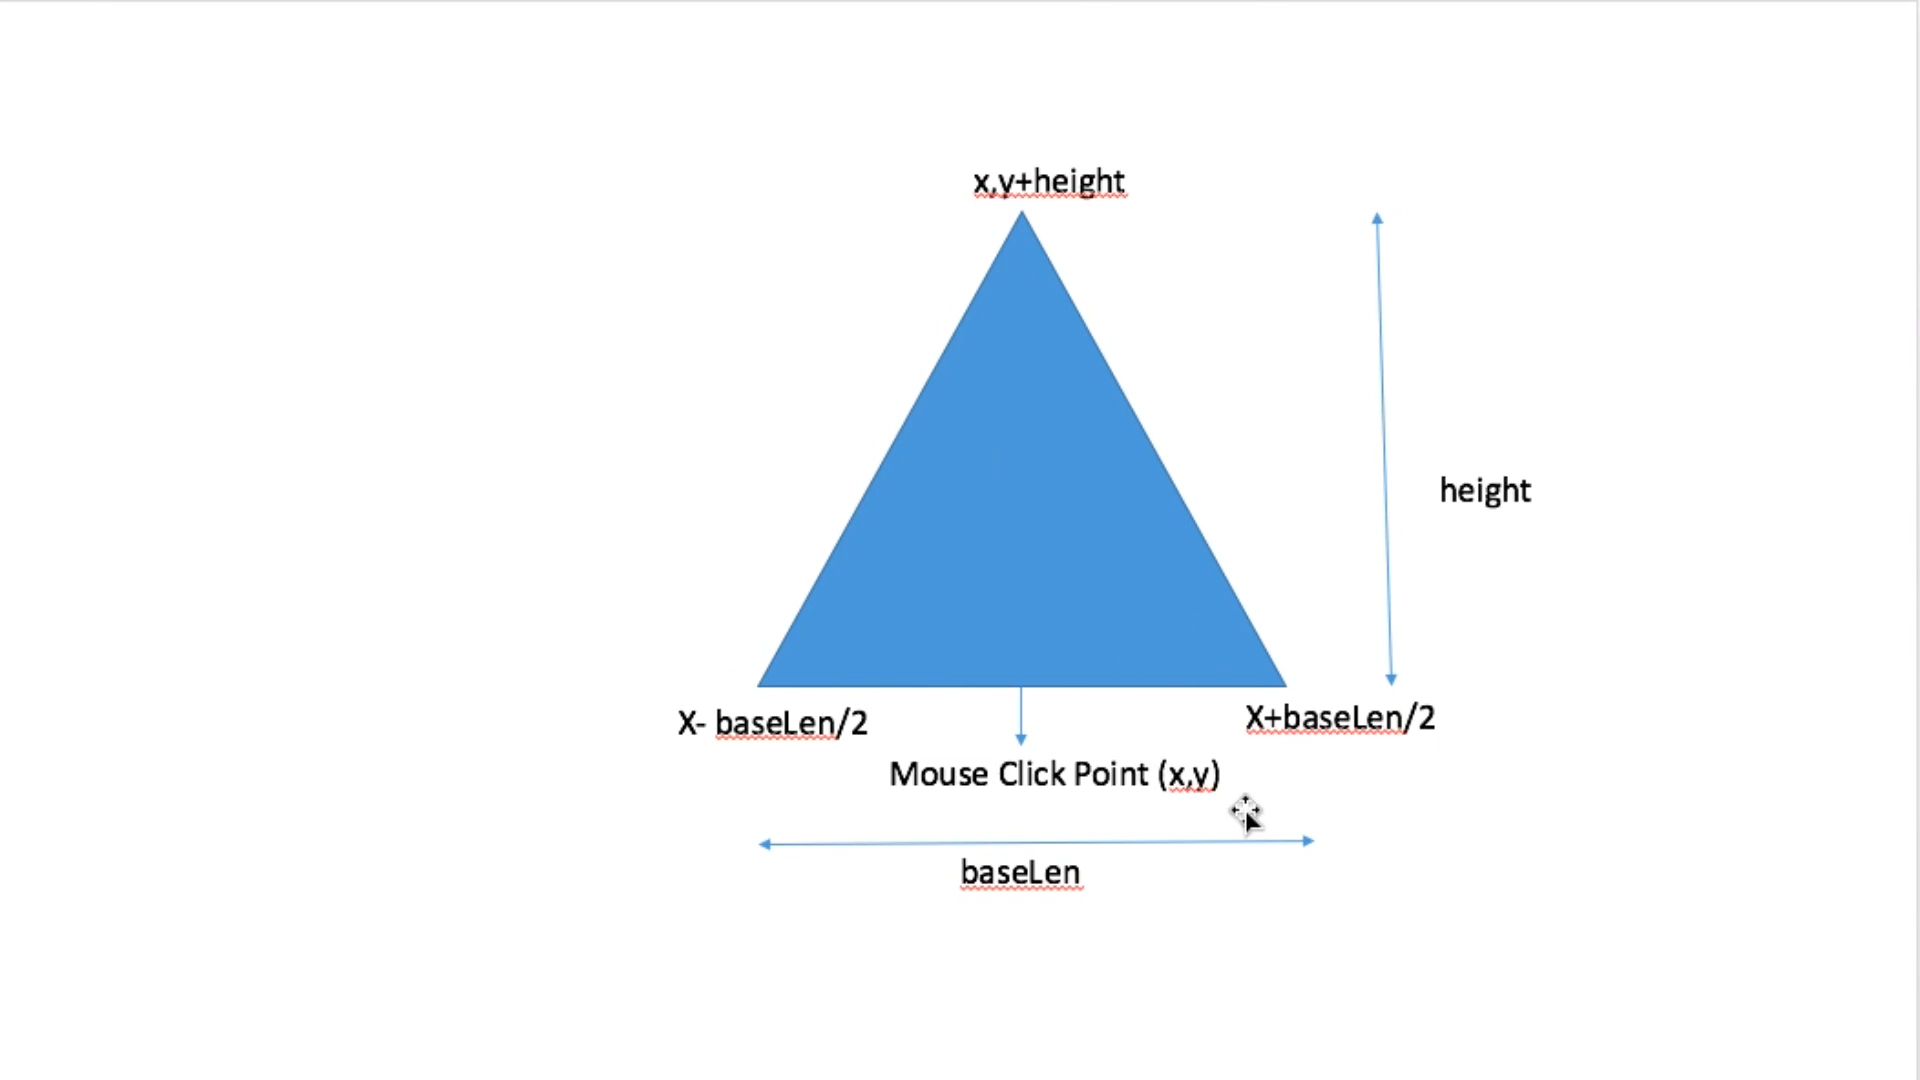 x,y+height
height
X- baseLen/2
X+baseLen/2
Mouse Click Point (x,y)
baseLen